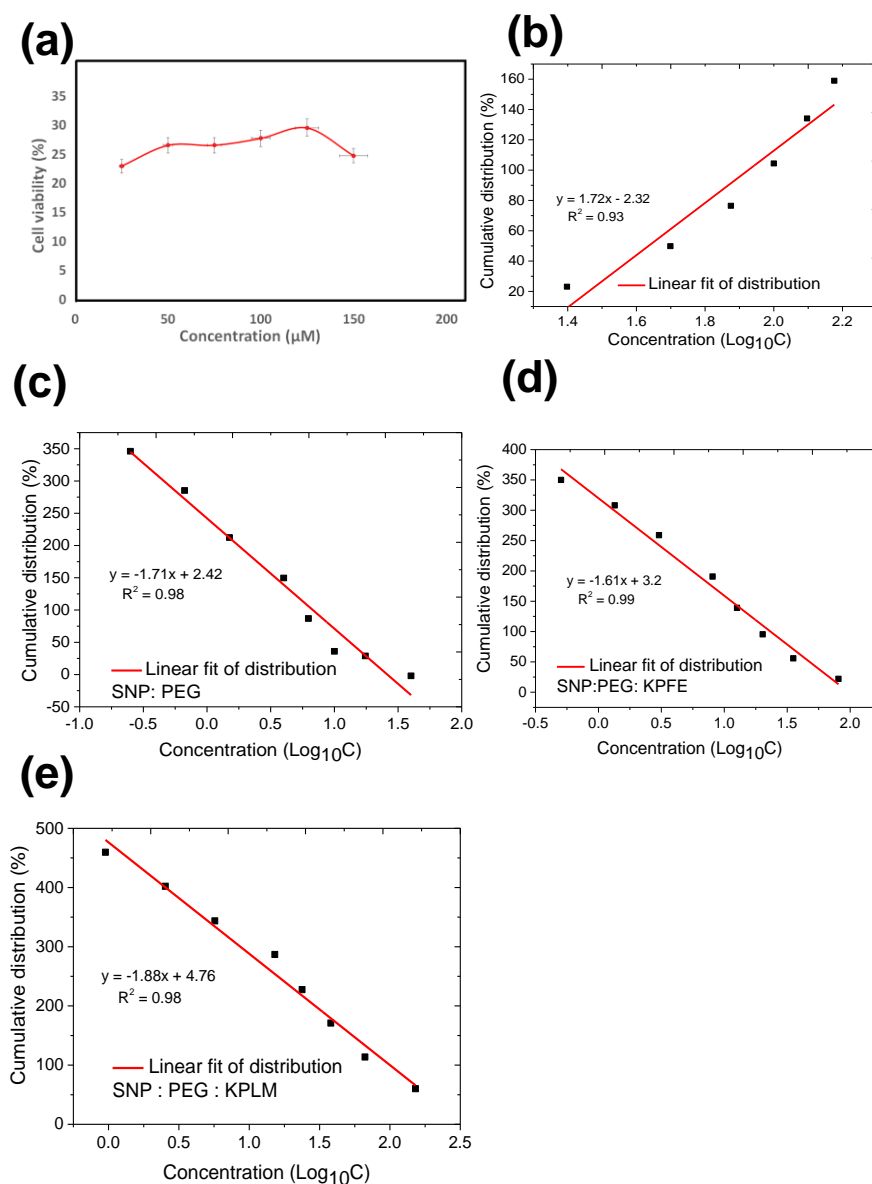 (a)
Cell viability (%)
35
30
25
20
15
10
5
0
0 50 100 150 200
Concentration (µM)
(b)
Cumulative distribution (%)
160
140
120
100
80
60
40
20
y = 1.72x - 2.32
R² = 0.93
Linear fit of distribution
1.4 1.6 1.8 2.0 2.2
Concentration (Log₁₀C)
(c)
Cumulative distribution (%)
350
300
250
200
150
100
50
0
-50
y = -1.71x + 2.42
R² = 0.98
Linear fit of distribution
SNP: PEG
-1.0 -0.5 0.0 0.5 1.0 1.5 2.0
Concentration (Log₁₀C)
(d)
Cumulative distribution (%)
400
350
300
250
200
150
100
50
0
y = -1.61x + 3.2
R² = 0.99
Linear fit of distribution
SNP:PEG: KPFE
-0.5 0.0 0.5 1.0 1.5 2.0
Concentration (Log₁₀C)
(e)
Cumulative distribution (%)
500
400
300
200
100
0
y = -1.88x + 4.76
R² = 0.98
Linear fit of distribution
SNP : PEG : KPLM
0.0 0.5 1.0 1.5 2.0 2.5
Concentration (Log₁₀C)